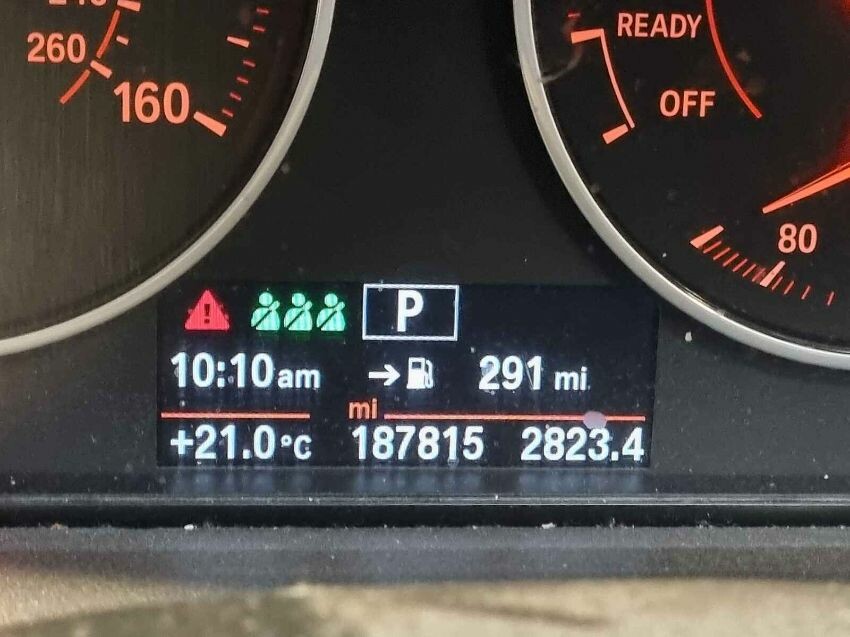 260
160
READY
OFF
80
P
10:10am → 291 mi
mi
+21.0°C 187815 2823.4